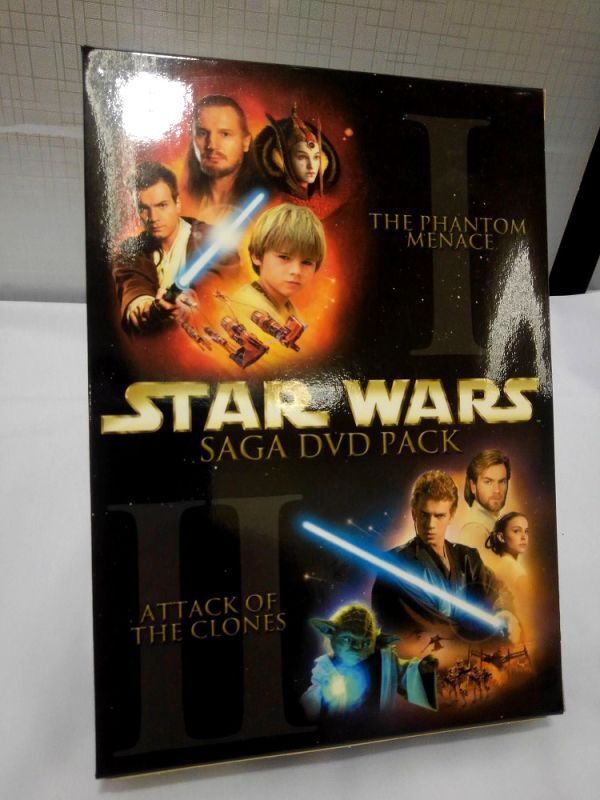 I
THE PHANTOM
MENACE
STAR WARS
SAGA DVD PACK
II
ATTACK OF
THE CLONES